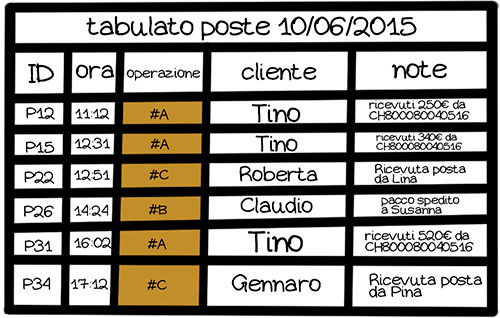 tabulato poste 10/06/2015
ID ora operazione cliente note
P12 11:12 #A Tino ricevuti 250€ da
CH800080040516
P15 12:31 #A Tino ricevuti 340€ da
CH800080040516
P22 12:51 #C Roberta Ricevuta posta
da Lina
P26 14:24 #B Claudio pacco spedito
a Susanna
P31 16:02 #A Tino ricevuti 520€ da
CH800080040516
P34 17:12 #C Gennaro Ricevuta posta
da Pina